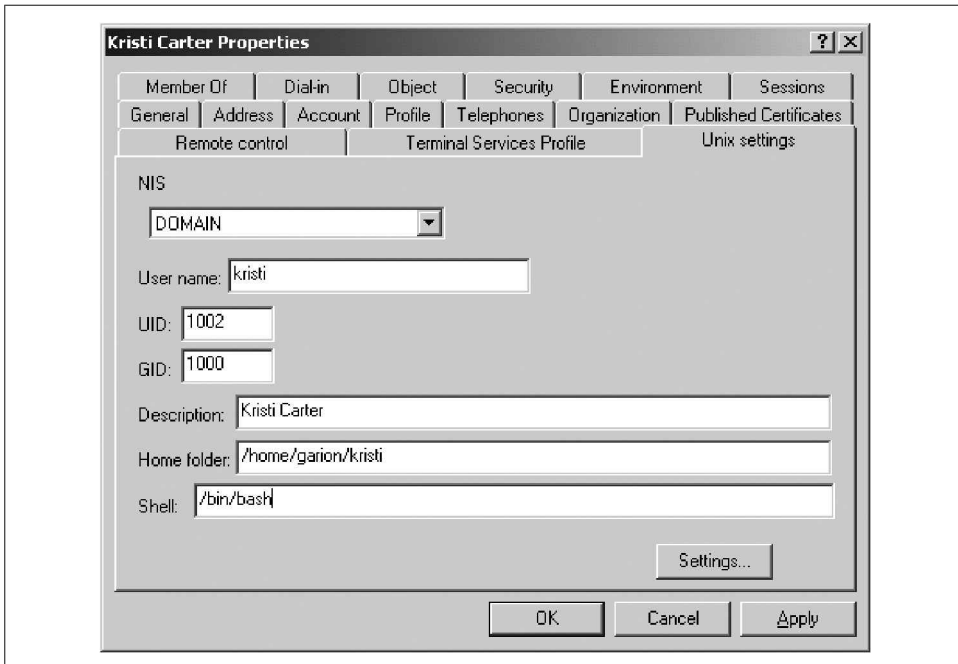 Kristi Carter Properties
Member Of Dial-in Object Security Environment Sessions
General Address Account Profile Telephones Organization Published Certificates
Remote control Terminal Services Profile Unix settings
NIS
DOMAIN
User name: kristi
UID: 1002
GID: 1000
Description: Kristi Carter
Home folder: /home/garion/kristi
Shell: /bin/bash
Settings...
OK Cancel Apply